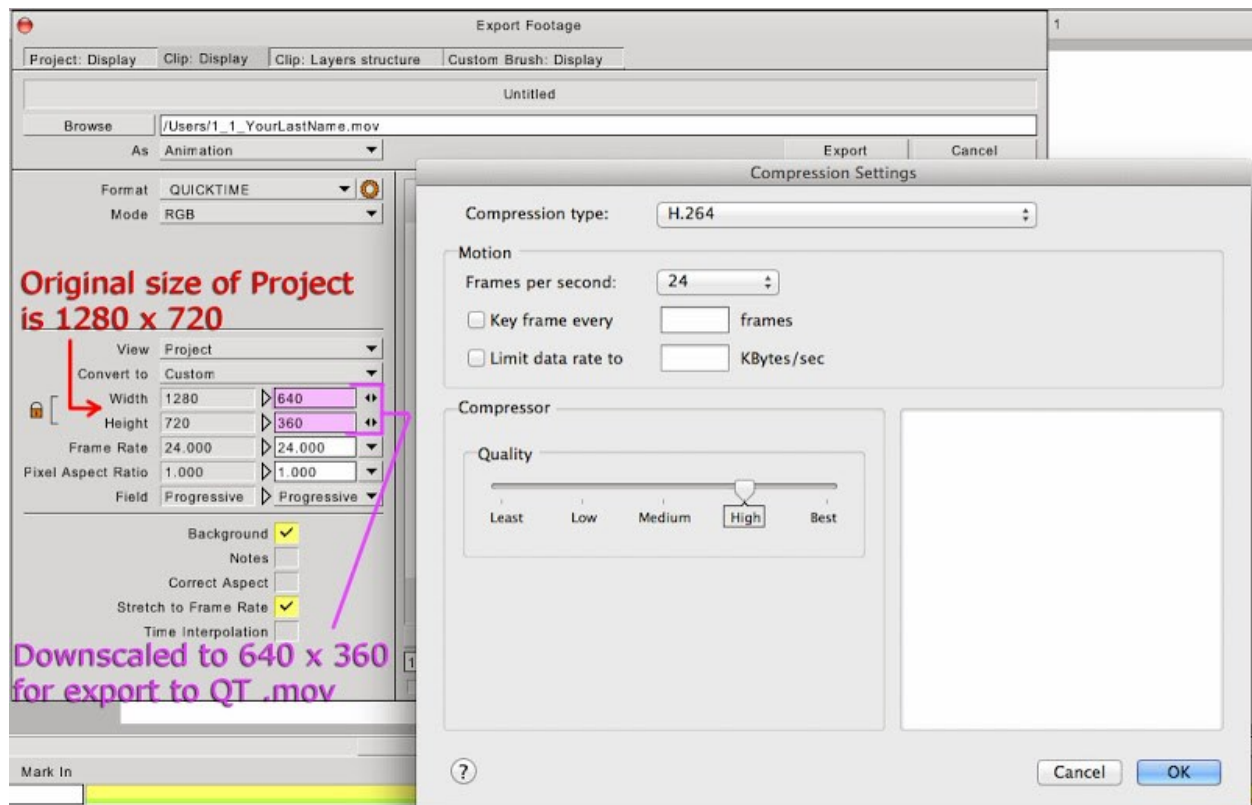 Export Footage
1
Project: Display Clip: Display Clip: Layers structure Custom Brush: Display
Untitled
Browse /Users/1_1_YourLastName.mov
As Animation Export Cancel
Format QUICKTIME
Mode RGB
Original size of Project
is 1280 x 720
View Project
Convert to Custom
Width 1280 640
Height 720 360
Frame Rate 24.000 24.000
Pixel Aspect Ratio 1.000 1.000
Field Progressive Progressive
Background
Notes
Correct Aspect
Stretch to Frame Rate
Time Interpolation
Downscaled to 640 x 360
for export to QT .mov
1
Mark In
Compression Settings
Compression type: H.264
Motion
Frames per second: 24
Key frame every frames
Limit data rate to KBytes/sec
Compressor
Quality
Least Low Medium High Best
?
Cancel OK